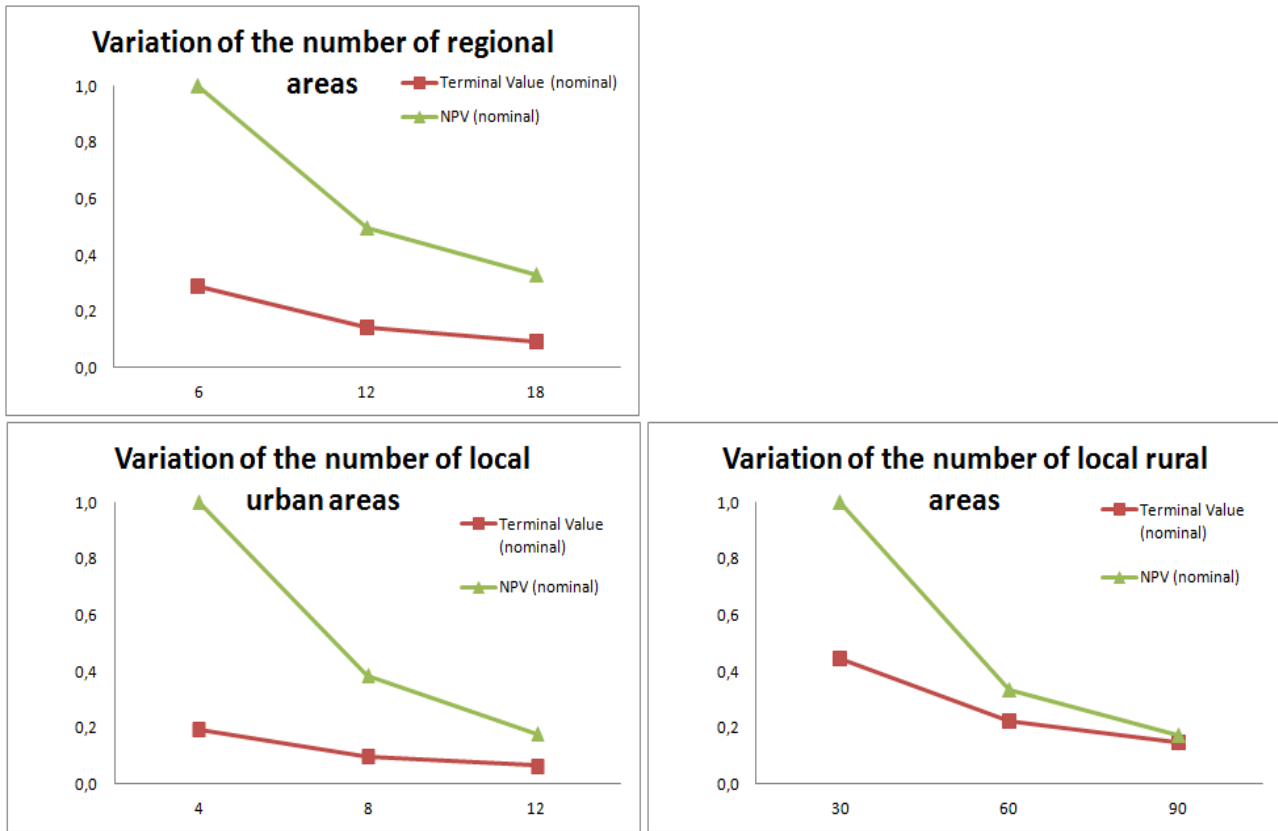 Variation of the number of regional
areas
Terminal Value (nominal)
NPV (nominal)
1,0
0,8
0,6
0,4
0,2
0,0
6 12 18
Variation of the number of local
urban areas
Terminal Value
(nominal)
NPV (nominal)
1,0
0,8
0,6
0,4
0,2
0,0
4 8 12
Variation of the number of local rural
areas
Terminal Value
(nominal)
NPV (nominal)
1,0
0,8
0,6
0,4
0,2
0,0
30 60 90